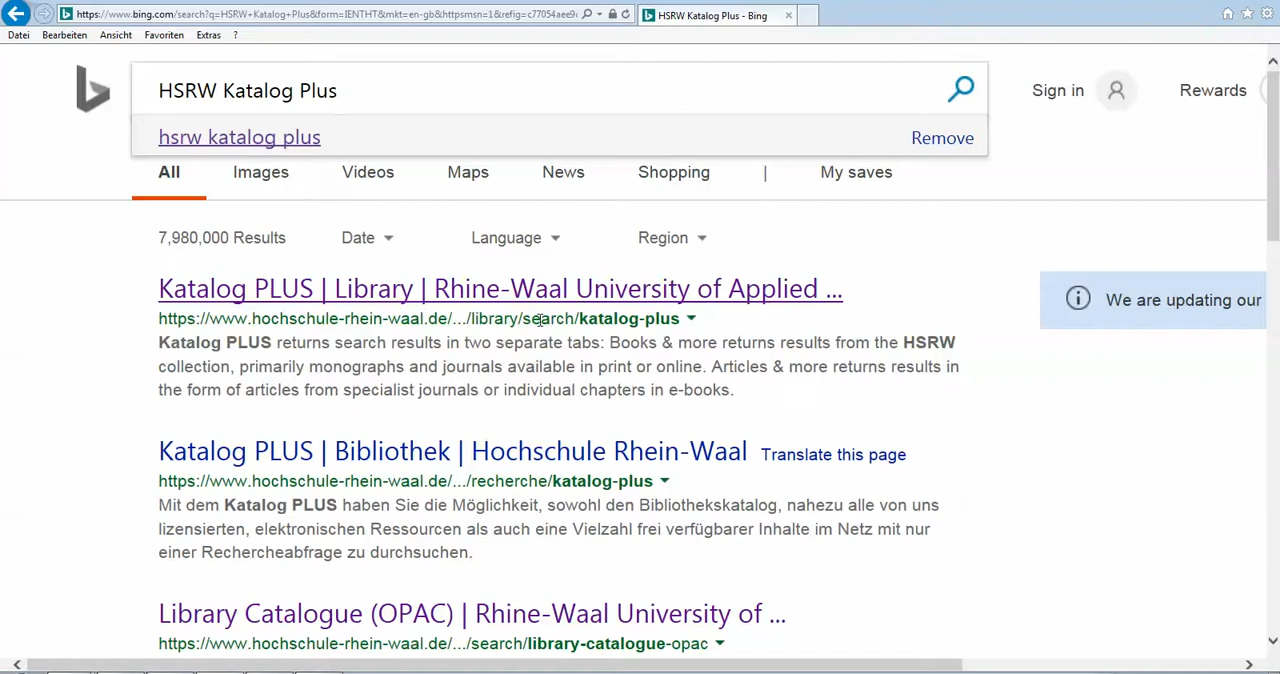 https://www.bing.com/search?q=HSRW+Katalog+Plus&form=IENTHT&mkt=en-gb&httpsmsn=1&refig=c77054aee9
HSRW Katalog Plus - Bing
Datei Bearbeiten Ansicht Favoriten Extras ?
HSRW Katalog Plus
Sign in
Rewards
hsrw katalog plus
Remove
All Images Videos Maps News Shopping | My saves
7,980,000 Results Date Language Region
Katalog PLUS | Library | Rhine-Waal University of Applied ...
We are updating our
https://www.hochschule-rhein-waal.de/.../library/search/katalog-plus
Katalog PLUS returns search results in two separate tabs: Books & more returns results from the HSRW
collection, primarily monographs and journals available in print or online. Articles & more returns results in
the form of articles from specialist journals or individual chapters in e-books.
Katalog PLUS | Bibliothek | Hochschule Rhein-Waal Translate this page
https://www.hochschule-rhein-waal.de/.../recherche/katalog-plus
Mit dem Katalog PLUS haben Sie die Möglichkeit, sowohl den Bibliothekskatalog, nahezu alle von uns
lizensierten, elektronischen Ressourcen als auch eine Vielzahl frei verfügbarer Inhalte im Netz mit nur
einer Rechercheabfrage zu durchsuchen.
Library Catalogue (OPAC) | Rhine-Waal University of ...
https://www.hochschule-rhein-waal.de/.../search/library-catalogue-opac